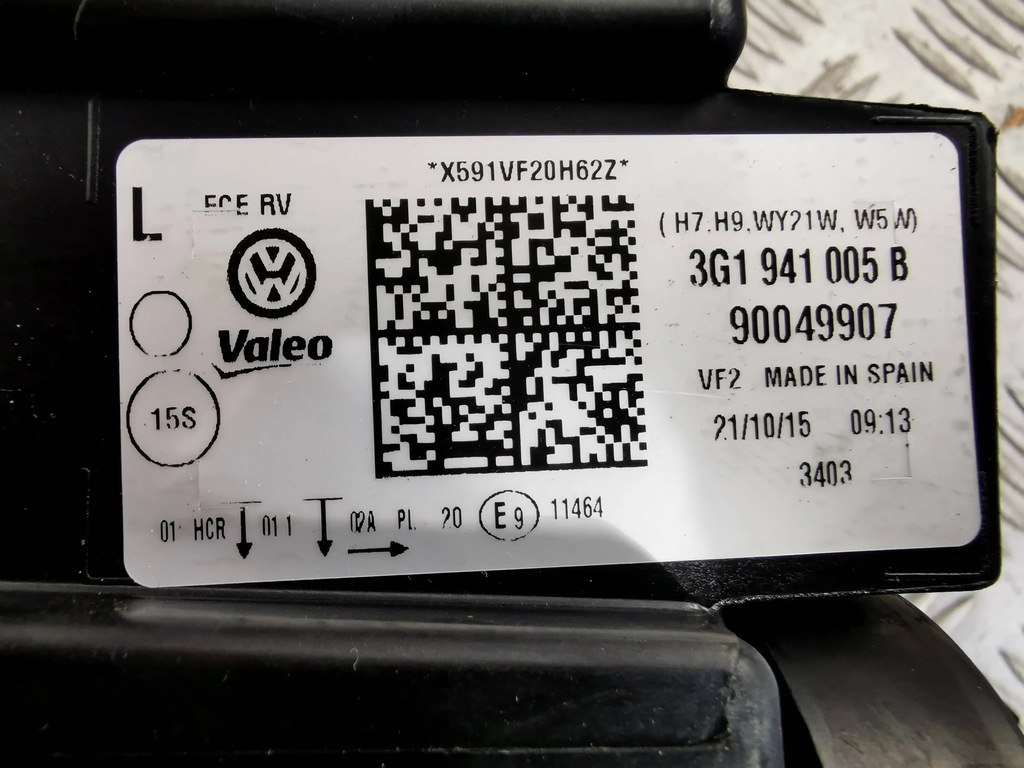 *X591VF20H62Z*
L
ECE RV
(H7.H9.WY21W, W5W)
3G1 941 005 B
90049907
Valeo
VF2 MADE IN SPAIN
15S
21/10/15 09:13
3403
01 HCR 01 1 02A PL 20 E9 11464